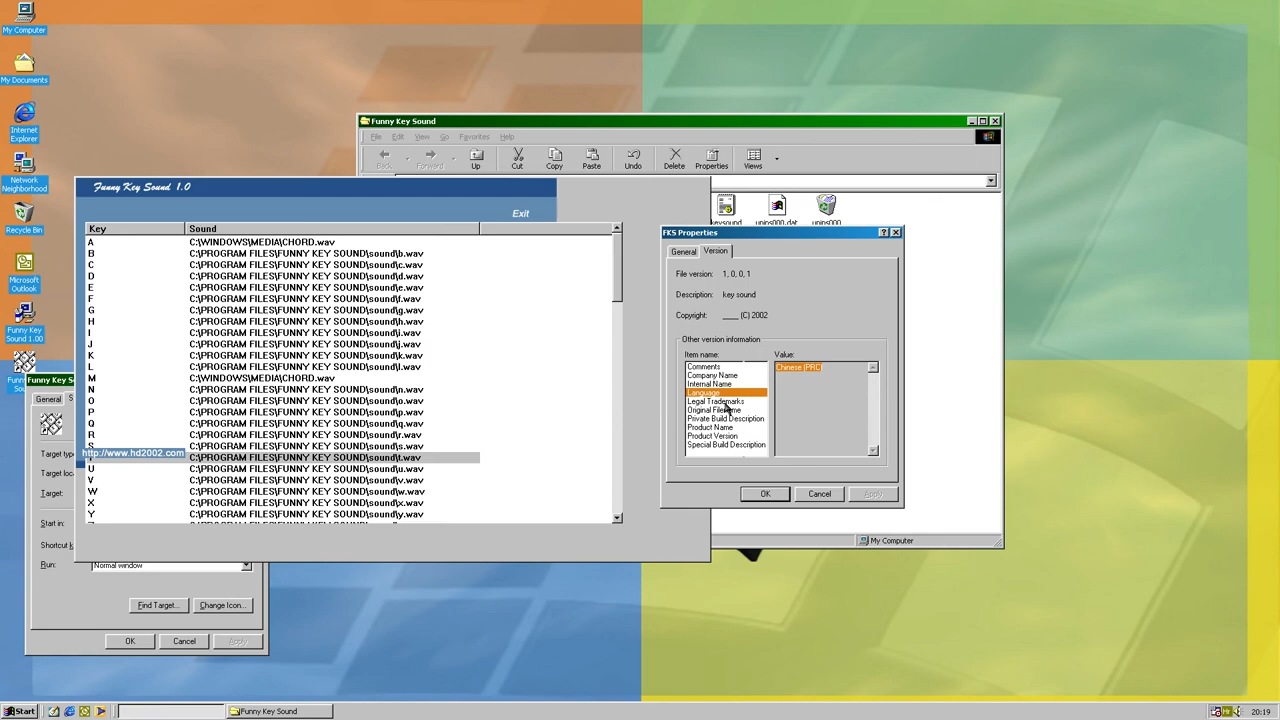 My Computer
My Documents
Internet
Explorer
Network
Neighborhood
Recycle Bin
Microsoft
Outlook
Funny Key
Sound 1.00
Funny Key Sound
File Edit View Go Favorites Help
Back Forward Up Cut Copy Paste Undo Delete Properties Views
keysound unins000.dat unins000
Funny Key Sound 1.0
Exit
Key Sound
A C:\WINDOWS\MEDIA\CHORD.wav
B C:\PROGRAM FILES\FUNNY KEY SOUND\sound\b.wav
C C:\PROGRAM FILES\FUNNY KEY SOUND\sound\c.wav
D C:\PROGRAM FILES\FUNNY KEY SOUND\sound\d.wav
E C:\PROGRAM FILES\FUNNY KEY SOUND\sound\e.wav
F C:\PROGRAM FILES\FUNNY KEY SOUND\sound\f.wav
G C:\PROGRAM FILES\FUNNY KEY SOUND\sound\g.wav
H C:\PROGRAM FILES\FUNNY KEY SOUND\sound\h.wav
I C:\PROGRAM FILES\FUNNY KEY SOUND\sound\i.wav
J C:\PROGRAM FILES\FUNNY KEY SOUND\sound\j.wav
K C:\PROGRAM FILES\FUNNY KEY SOUND\sound\k.wav
L C:\PROGRAM FILES\FUNNY KEY SOUND\sound\l.wav
M C:\WINDOWS\MEDIA\CHORD.wav
N C:\PROGRAM FILES\FUNNY KEY SOUND\sound\n.wav
O C:\PROGRAM FILES\FUNNY KEY SOUND\sound\o.wav
P C:\PROGRAM FILES\FUNNY KEY SOUND\sound\p.wav
Q C:\PROGRAM FILES\FUNNY KEY SOUND\sound\q.wav
R C:\PROGRAM FILES\FUNNY KEY SOUND\sound\r.wav
S C:\PROGRAM FILES\FUNNY KEY SOUND\sound\s.wav
http://www.hd2002.com C:\PROGRAM FILES\FUNNY KEY SOUND\sound\t.wav
U C:\PROGRAM FILES\FUNNY KEY SOUND\sound\u.wav
V C:\PROGRAM FILES\FUNNY KEY SOUND\sound\v.wav
W C:\PROGRAM FILES\FUNNY KEY SOUND\sound\w.wav
X C:\PROGRAM FILES\FUNNY KEY SOUND\sound\x.wav
Y C:\PROGRAM FILES\FUNNY KEY SOUND\sound\y.wav
FKS Properties
General Version
File version: 1, 0, 0, 1
Description: key sound
Copyright: ____ (C) 2002
Other version information
Item name: Value:
Comments
Company Name
Internal Name
Language
Legal Trademarks
Original Filename
Private Build Description
Product Name
Product Version
Special Build Description
Chinese (PRC)
OK Cancel Apply
My Computer
Funny Key S
General S
Target type
Target loc
Target:
Start in:
Shortcut k
Run: Normal window
Find Target... Change Icon...
OK Cancel Apply
Start Funny Key Sound Hr 20:19